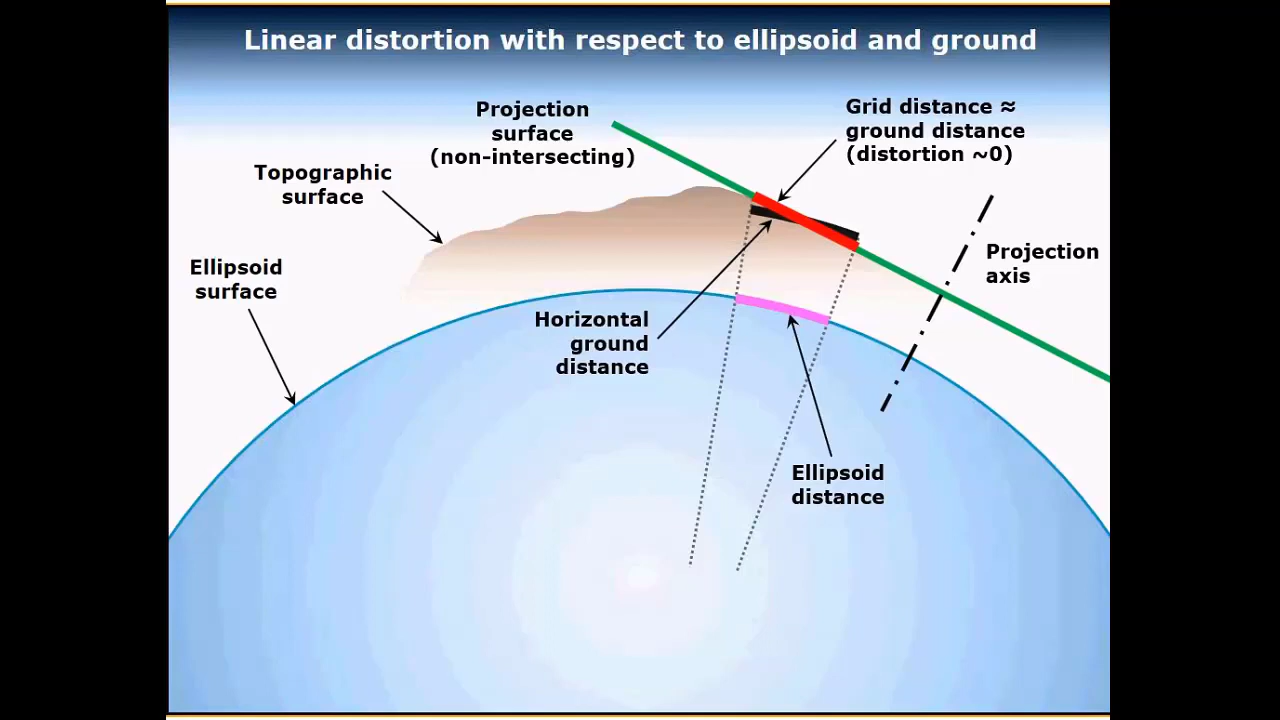 Linear distortion with respect to ellipsoid and ground
Projection
surface
(non-intersecting)
Grid distance ≈
ground distance
(distortion ~0)
Topographic
surface
Ellipsoid
surface
Projection
axis
Horizontal
ground
distance
Ellipsoid
distance